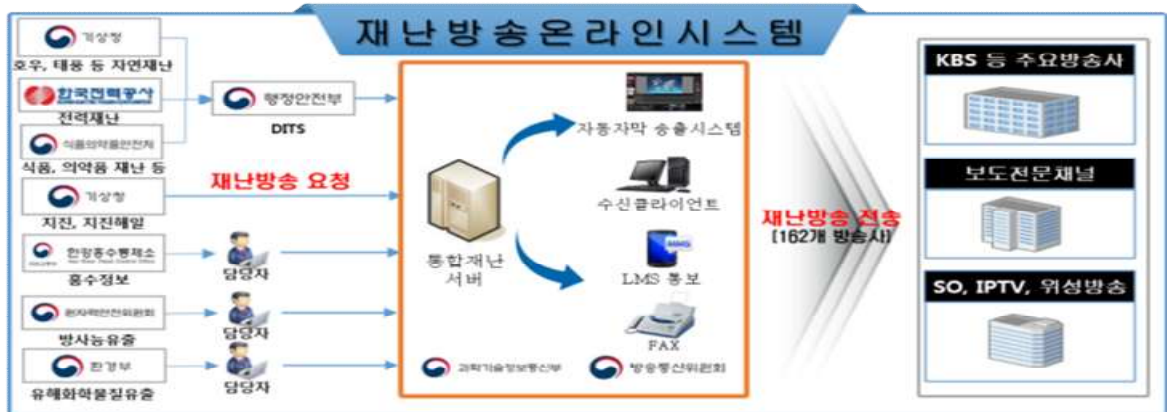 재난방송온라인시스템
기상청
호우, 태풍 등 자연재난
한국전력공사
전력재난
식품의약품안전처
식품, 의약품 재난 등
행정안전부
DITS
기상청
지진, 지진해일
재난방송 요청
한강홍수통제소
홍수정보
담당자
원자력안전위원회
방사능유출
담당자
환경부
유해화학물질유출
담당자
통합재난
서버
자동자막 송출시스템
수신클라이언트
MMS
LMS 통보
FAX
과학기술정보통신부
방송통신위원회
재난방송 전송
[162개 방송사]
KBS 등 주요방송사
보도전문채널
SO, IPTV, 위성방송